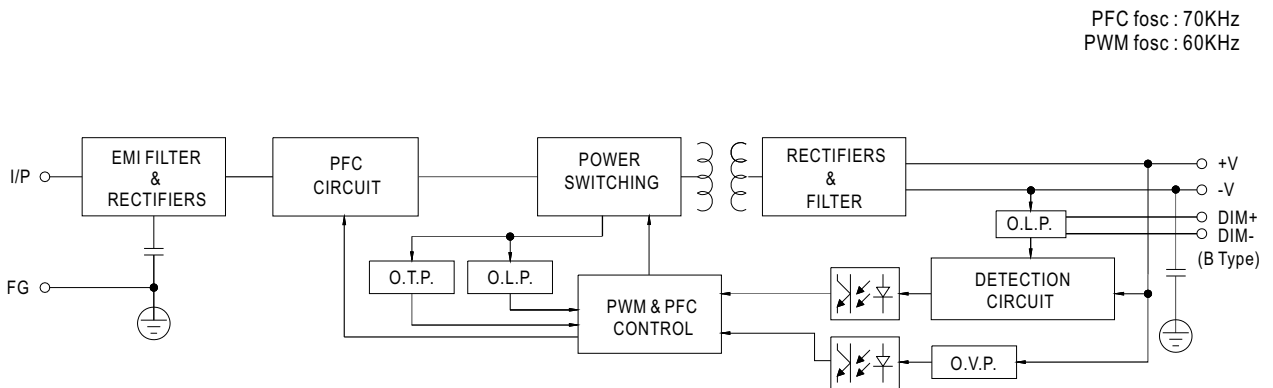 PFC fosc : 70KHz
PWM fosc : 60KHz
I/P
EMI FILTER
&
RECTIFIERS
PFC
CIRCUIT
POWER
SWITCHING
RECTIFIERS
&
FILTER
+V
-V
DIM+
DIM-
(B Type)
O.L.P.
O.T.P.
O.L.P.
FG
PWM & PFC
CONTROL
DETECTION
CIRCUIT
O.V.P.